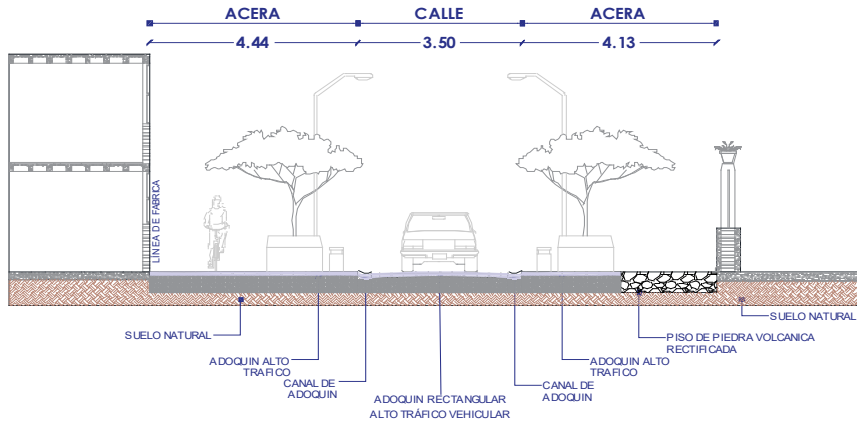 ACERA CALLE ACERA
4.44 3.50 4.13
LINEA DE FABRICA
SUELO NATURAL
ADOQUIN ALTO
TRAFICO
CANAL DE
ADOQUIN
ADOQUIN RECTANGULAR
ALTO TRÁFICO VEHICULAR
CANAL DE
ADOQUIN
ADOQUIN ALTO
TRAFICO
PISO DE PIEDRA VOLCANICA
RECTIFICADA
SUELO NATURAL